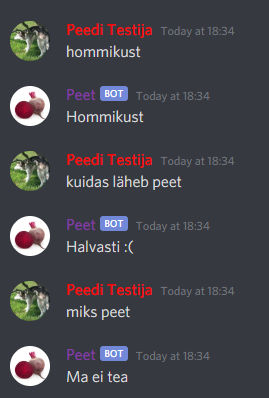 Peedi Testija Today at 18:34
hommikust
Peet BOT Today at 18:34
Hommikust
Peedi Testija Today at 18:34
kuidas läheb peet
Peet BOT Today at 18:34
Halvasti :(
Peedi Testija Today at 18:34
miks peet
Peet BOT Today at 18:34
Ma ei tea